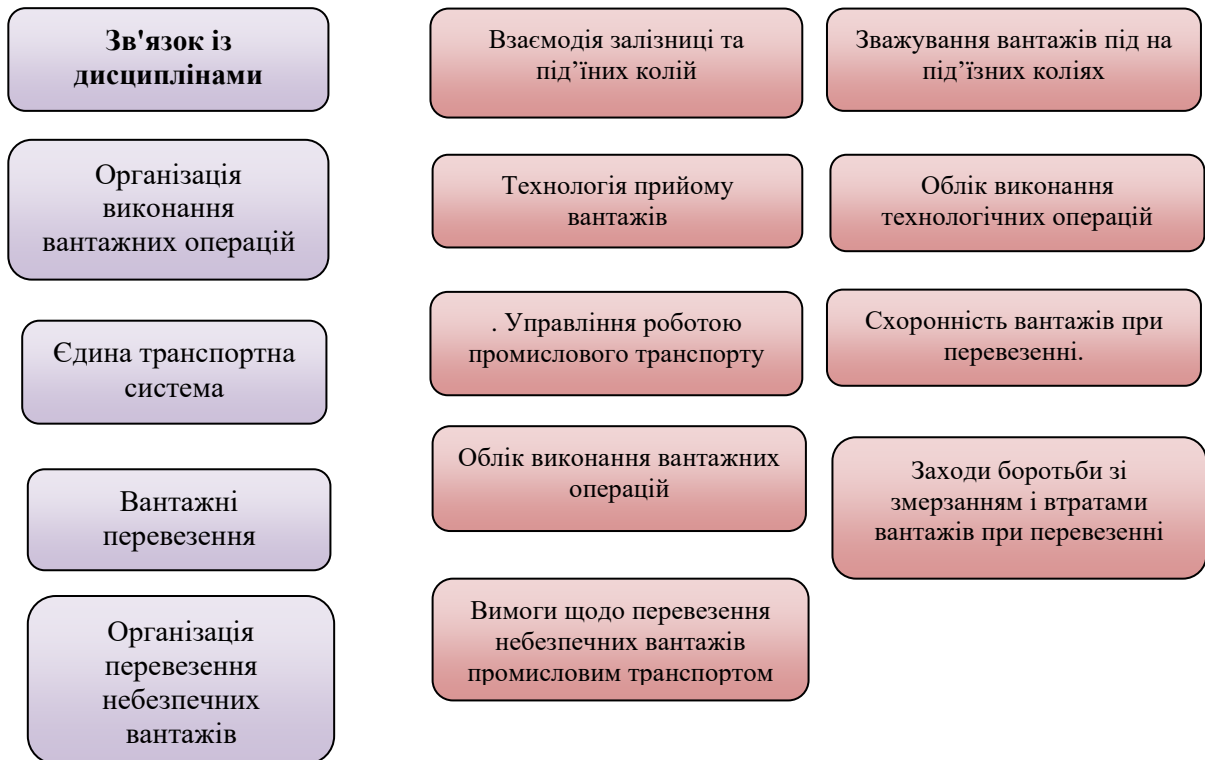 Зв'язок із
дисциплінами
Організація
виконання
вантажних операцій
Єдина транспортна
система
Вантажні
перевезення
Організація
перевезення
небезпечних
вантажів
Взаємодія залізниці та
під’їних колій
Технологія прийому
вантажів
. Управління роботою
промислового транспорту
Облік виконання вантажних
операцій
Вимоги щодо перевезення
небезпечних вантажів
промисловим транспортом
Зважування вантажів під на
під’їзних коліях
Облік виконання
технологічних операцій
Схоронність вантажів при
перевезенні.
Заходи боротьби зі
змерзанням і втратами
вантажів при перевезенні